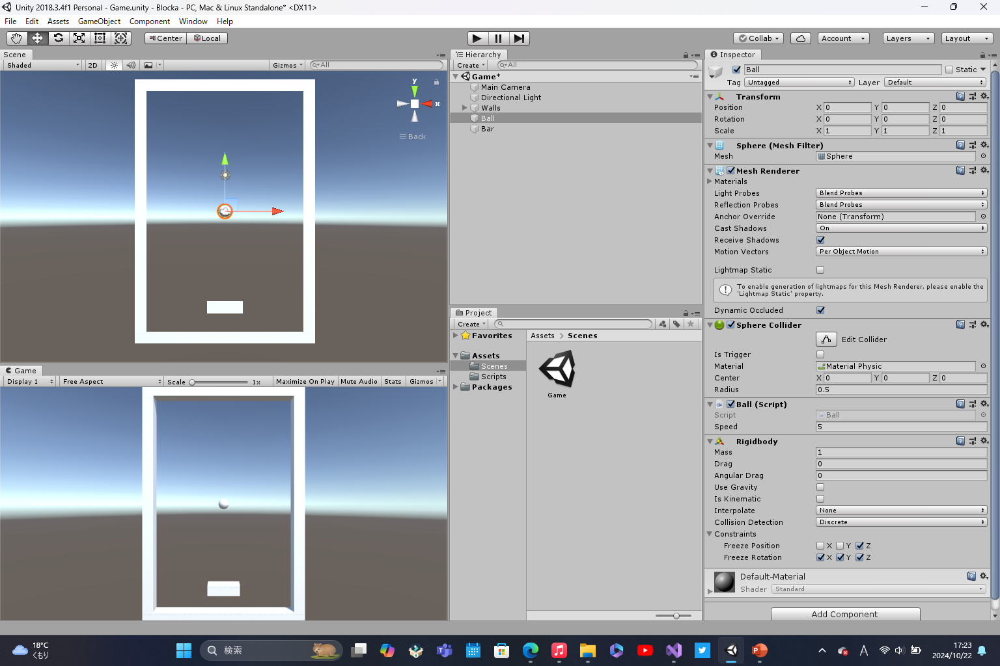 Unity 2018.3.4f1 Personal - Game.unity - Blocka - PC, Mac & Linux Standalone* <DX11>
File Edit Assets GameObject Component Window Help
Center Local
Collab Account Layers Layout
Scene
Shaded 2D Gizmos All
y
x
Back
Game
Display 1 Free Aspect Scale 1x Maximize On Play Mute Audio Stats Gizmos
Hierarchy
Create All
Game*
Main Camera
Directional Light
Walls
Ball
Bar
Project
Create
Favorites
Assets
Scenes
Scripts
Packages
Assets > Scenes
Game
Inspector
Ball Static
Tag Untagged Layer Default
Transform
Position X 0 Y 0 Z 0
Rotation X 0 Y 0 Z 0
Scale X 1 Y 1 Z 1
Sphere (Mesh Filter)
Mesh Sphere
Mesh Renderer
Materials
Light Probes Blend Probes
Reflection Probes Blend Probes
Anchor Override None (Transform)
Cast Shadows On
Receive Shadows
Motion Vectors Per Object Motion
Lightmap Static
To enable generation of lightmaps for this Mesh Renderer, please enable the
'Lightmap Static' property.
Dynamic Occluded
Sphere Collider
Edit Collider
Is Trigger
Material Material Physic
Center X 0 Y 0 Z 0
Radius 0.5
Ball (Script)
Script Ball
Speed 5
Rigidbody
Mass 1
Drag 0
Angular Drag 0
Use Gravity
Is Kinematic
Interpolate None
Collision Detection Discrete
Constraints
Freeze Position X Y Z
Freeze Rotation X Y Z
Default-Material
Shader Standard
Add Component
18°C
くもり
検索
A
17:23
2024/10/22